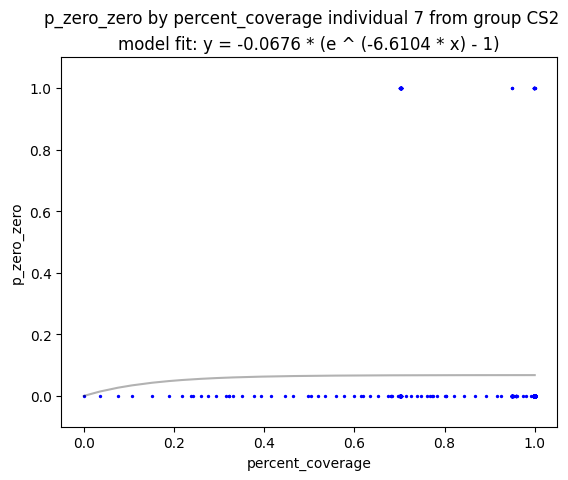 p_zero_zero by percent_coverage individual 7 from group CS2
model fit: y = -0.0676 * (e ^ (-6.6104 * x) - 1)
1.0
0.8
0.6
0.4
0.2
0.0
p_zero_zero
0.0 0.2 0.4 0.6 0.8 1.0
percent_coverage